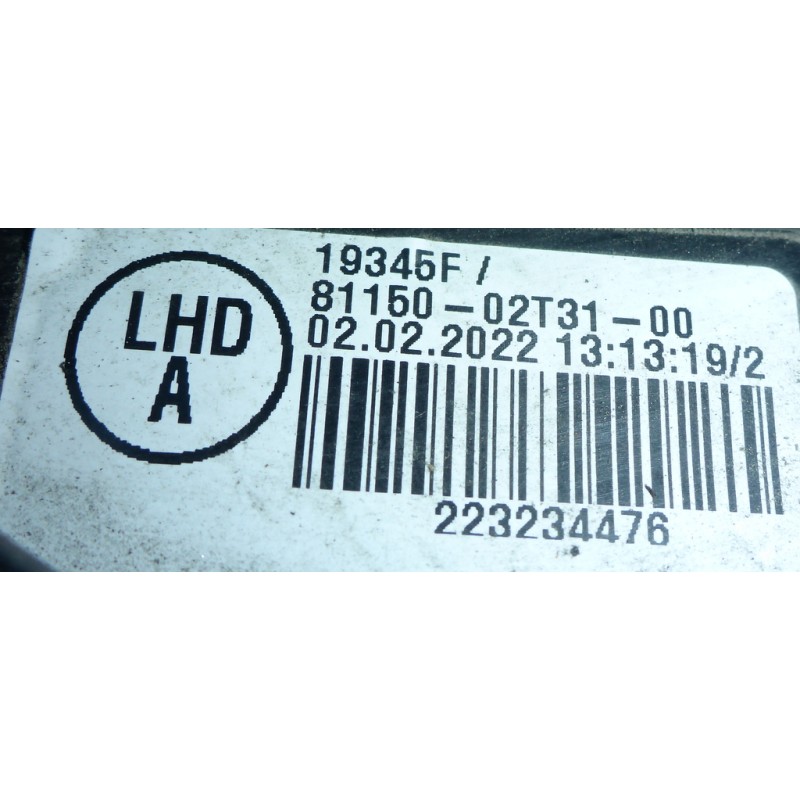 LHD
A
19345F /
81150-02T31-00
02.02.2022 13:13:19/2
223234476